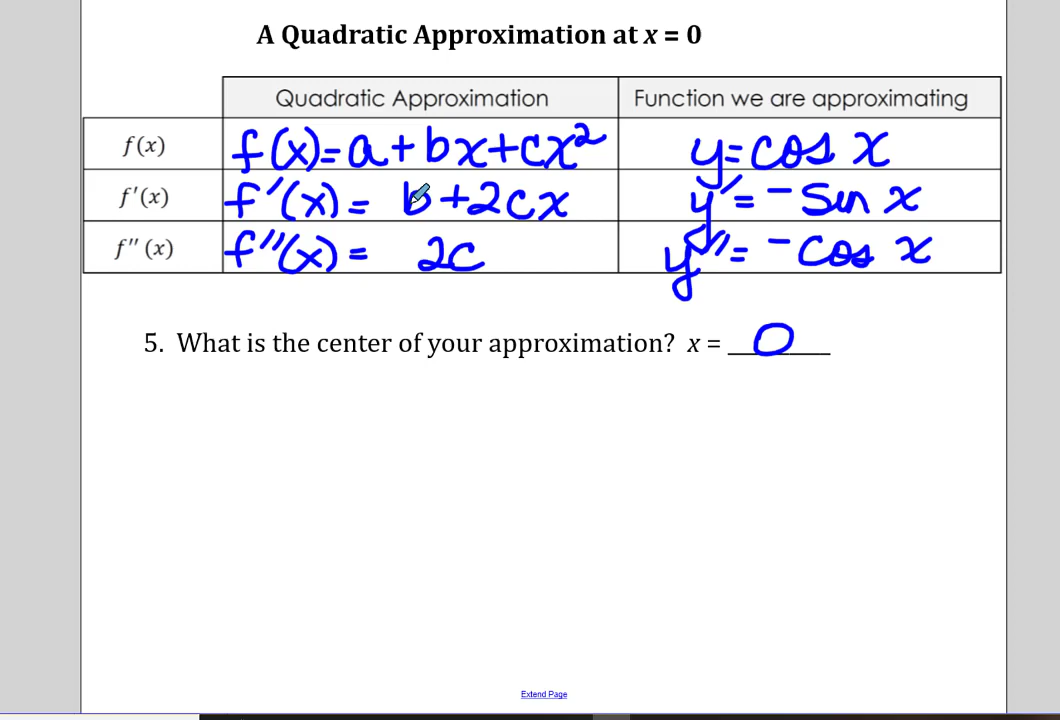 A Quadratic Approximation at x = 0
Quadratic Approximation Function we are approximating
f(x) f(x)=a+bx+cx² y=cos x
f'(x) f'(x)= b+2cx y'= -sin x
f''(x) f''(x)= 2c y''= -cos x
5. What is the center of your approximation? x = 0
Extend Page